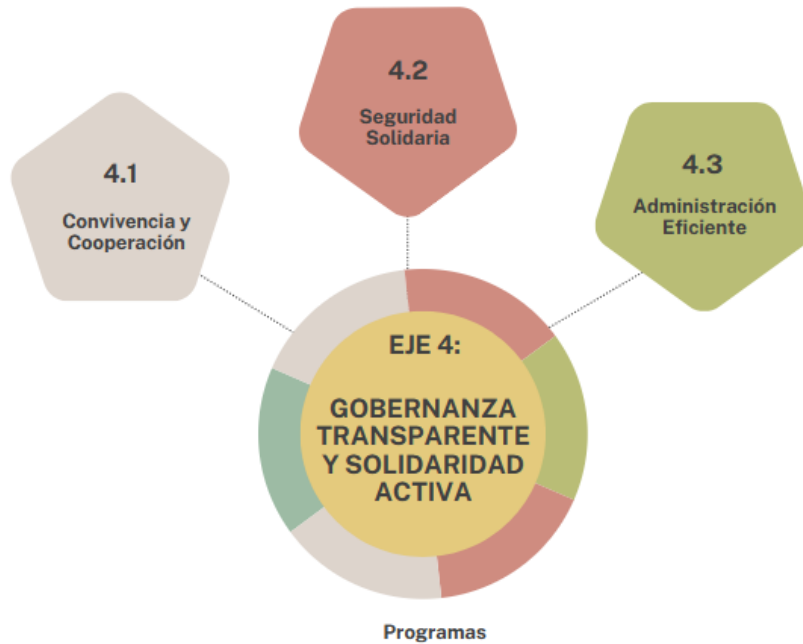 4.2
Seguridad
Solidaria
4.1
Convivencia y
Cooperación
4.3
Administración
Eficiente
EJE 4:
GOBERNANZA
TRANSPARENTE
Y SOLIDARIDAD
ACTIVA
Programas